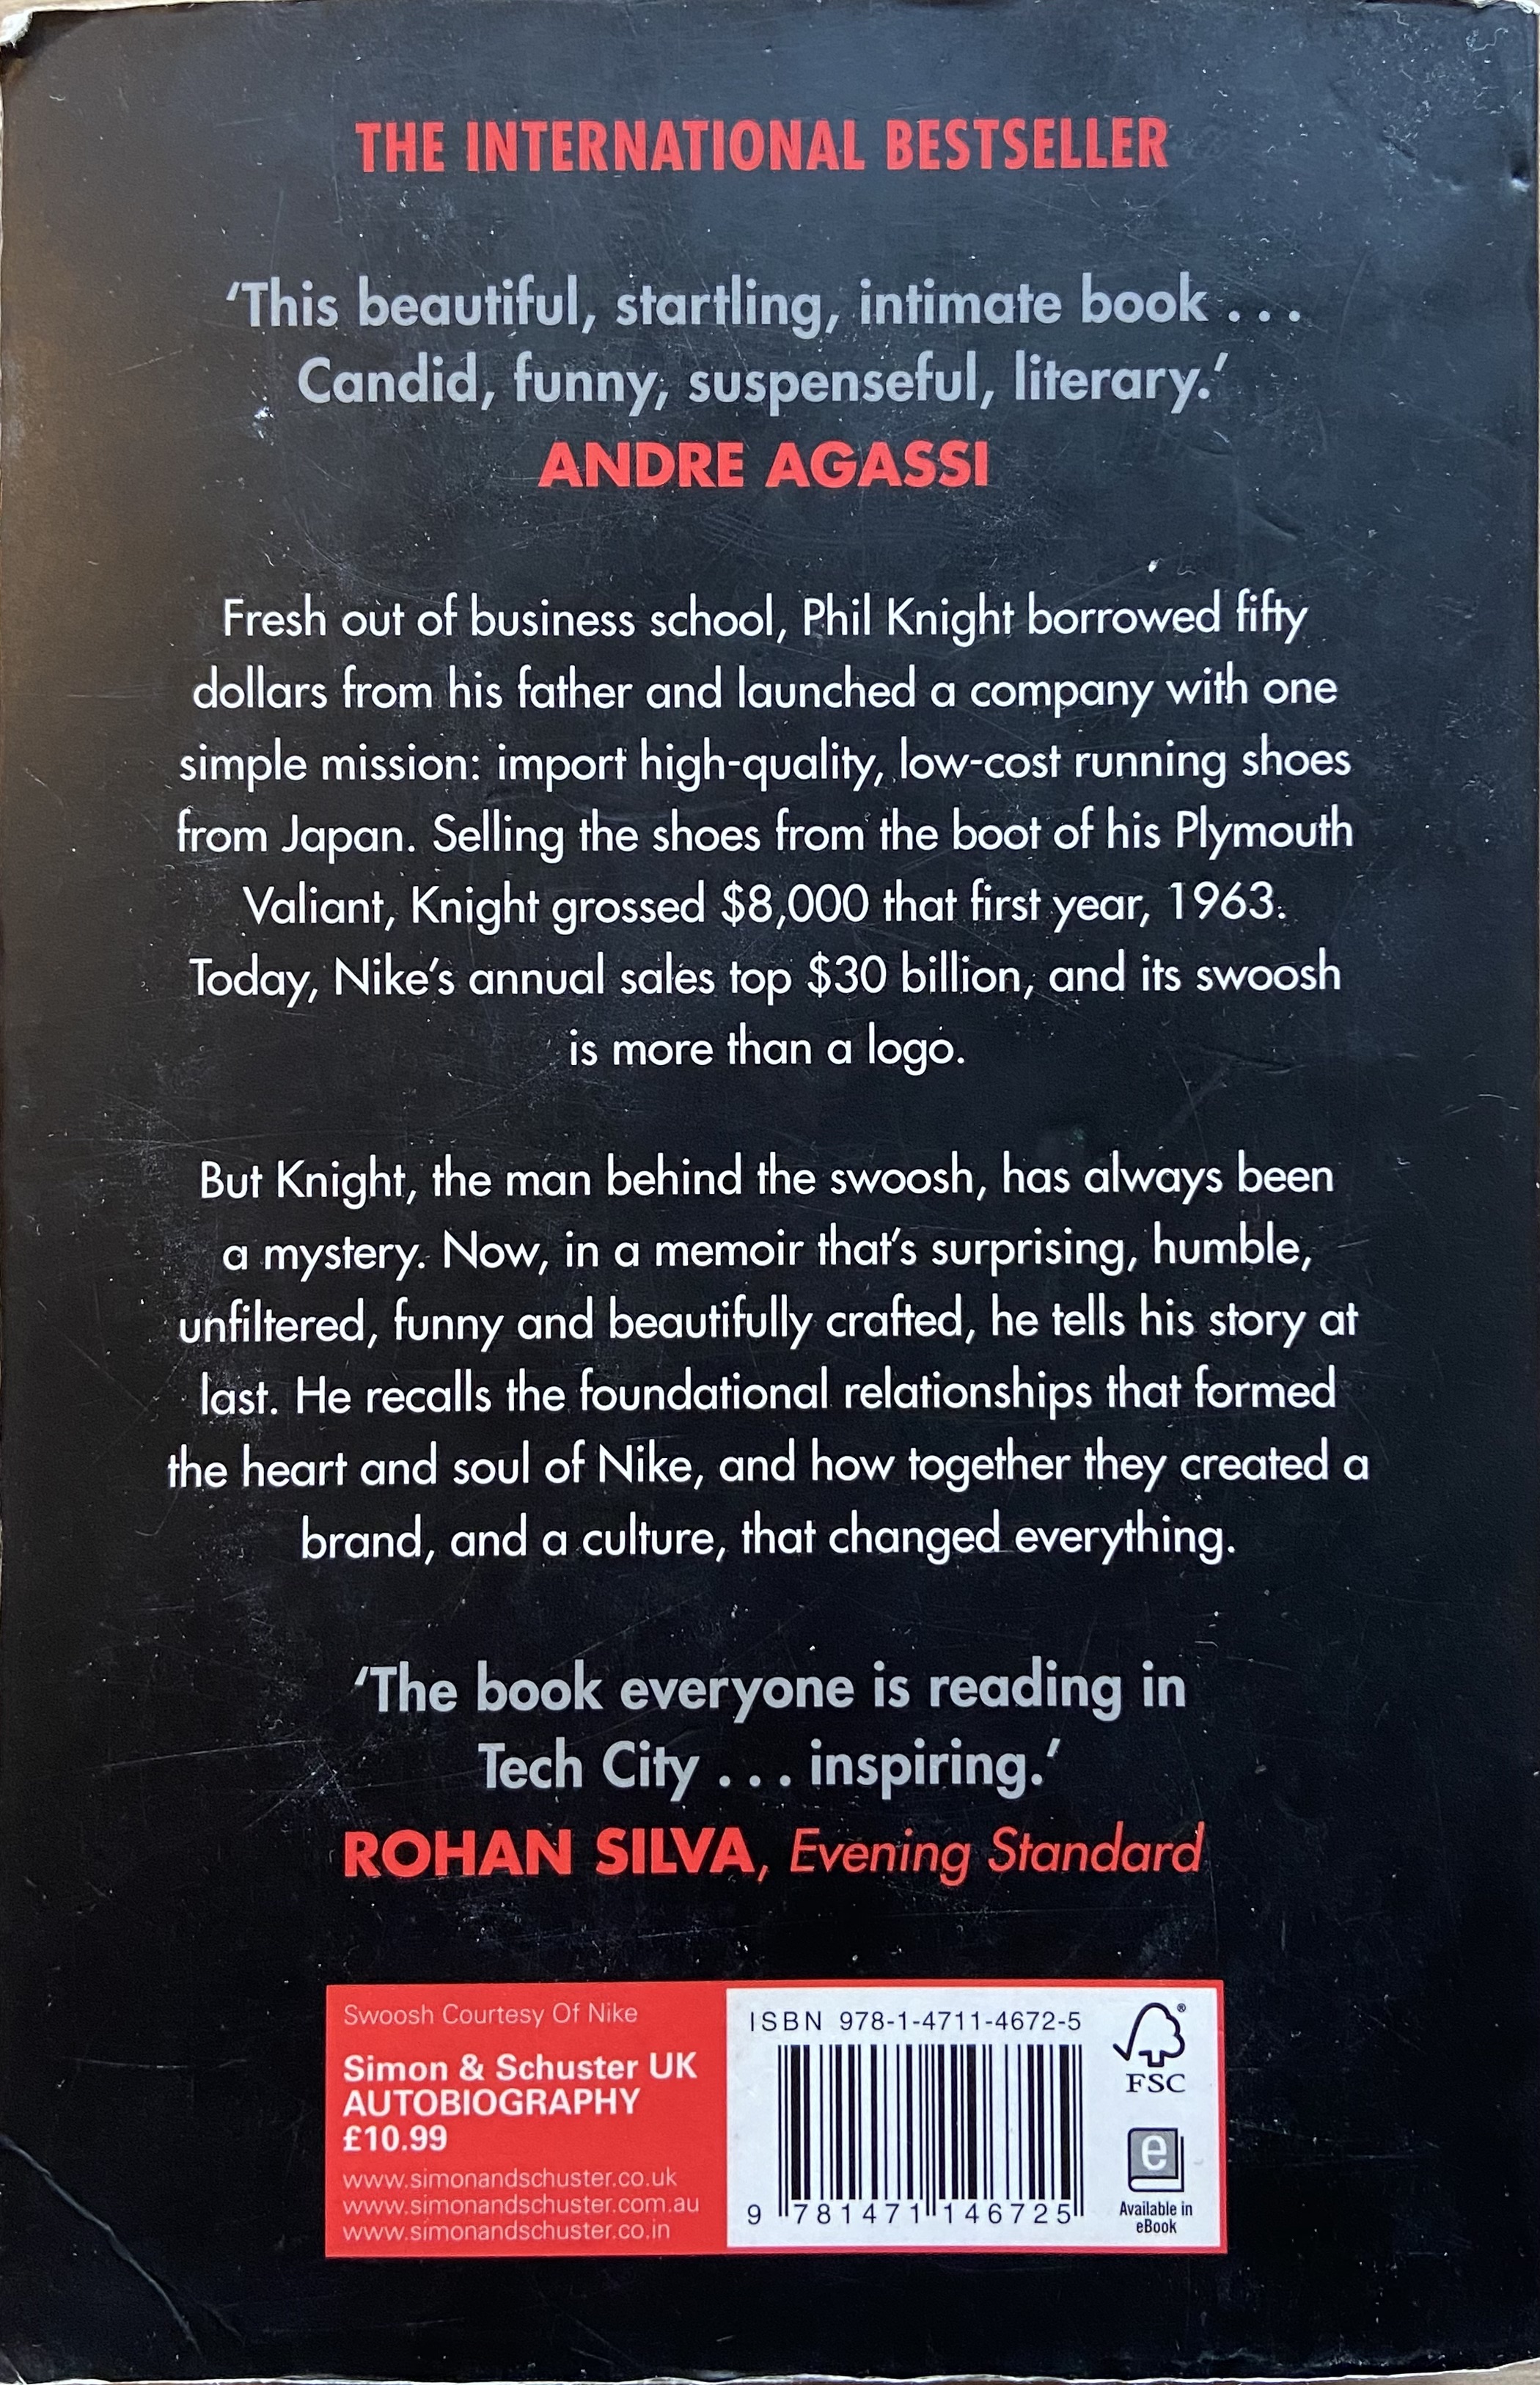 THE INTERNATIONAL BESTSELLER
‘This beautiful, startling, intimate book . . .
Candid, funny, suspenseful, literary.’
ANDRE AGASSI
Fresh out of business school, Phil Knight borrowed fifty
dollars from his father and launched a company with one
simple mission: import high-quality, low-cost running shoes
from Japan. Selling the shoes from the boot of his Plymouth
Valiant, Knight grossed $8,000 that first year, 1963.
Today, Nike’s annual sales top $30 billion, and its swoosh
is more than a logo.
But Knight, the man behind the swoosh, has always been
a mystery. Now, in a memoir that’s surprising, humble,
unfiltered, funny and beautifully crafted, he tells his story at
last. He recalls the foundational relationships that formed
the heart and soul of Nike, and how together they created a
brand, and a culture, that changed everything.
‘The book everyone is reading in
Tech City . . . inspiring.’
ROHAN SILVA, Evening Standard
Swoosh Courtesy Of Nike
Simon & Schuster UK
AUTOBIOGRAPHY
£10.99
www.simonandschuster.co.uk
www.simonandschuster.com.au
www.simonandschuster.co.in
ISBN 978-1-4711-4672-5
9 781471 146725
®
FSC
e
Available in
eBook